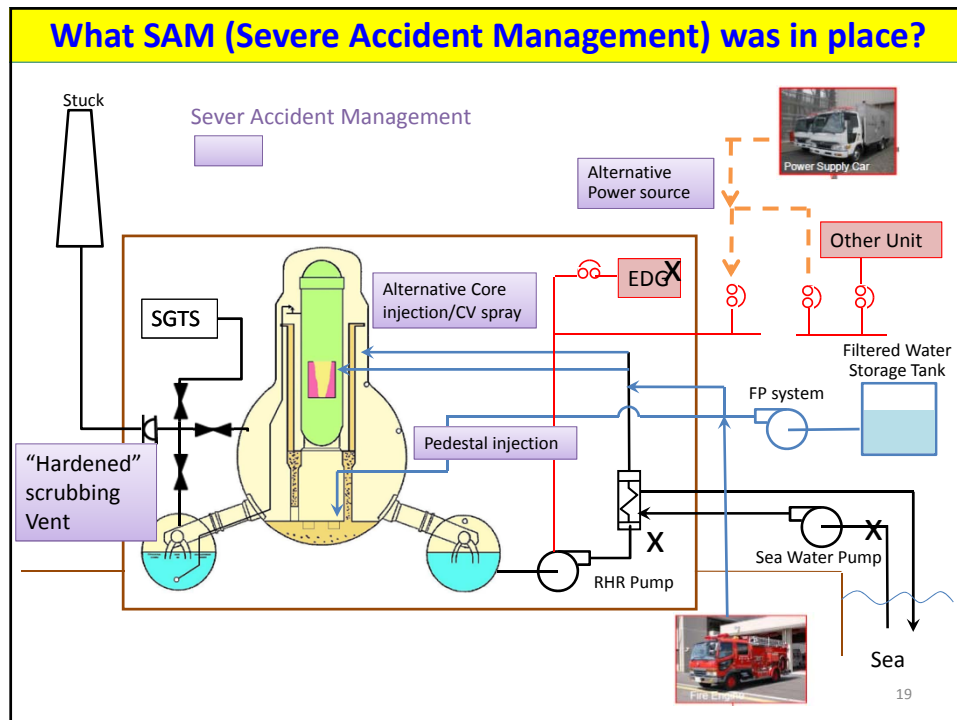 What SAM (Severe Accident Management) was in place?
Stuck
Sever Accident Management
Power Supply Car
Alternative
Power source
Other Unit
EDG
X
Alternative Core
injection/CV spray
SGTS
Filtered Water
Storage Tank
FP system
Pedestal injection
“Hardened”
scrubbing
Vent
X
X
Sea Water Pump
RHR Pump
Sea
Fire Engine
19